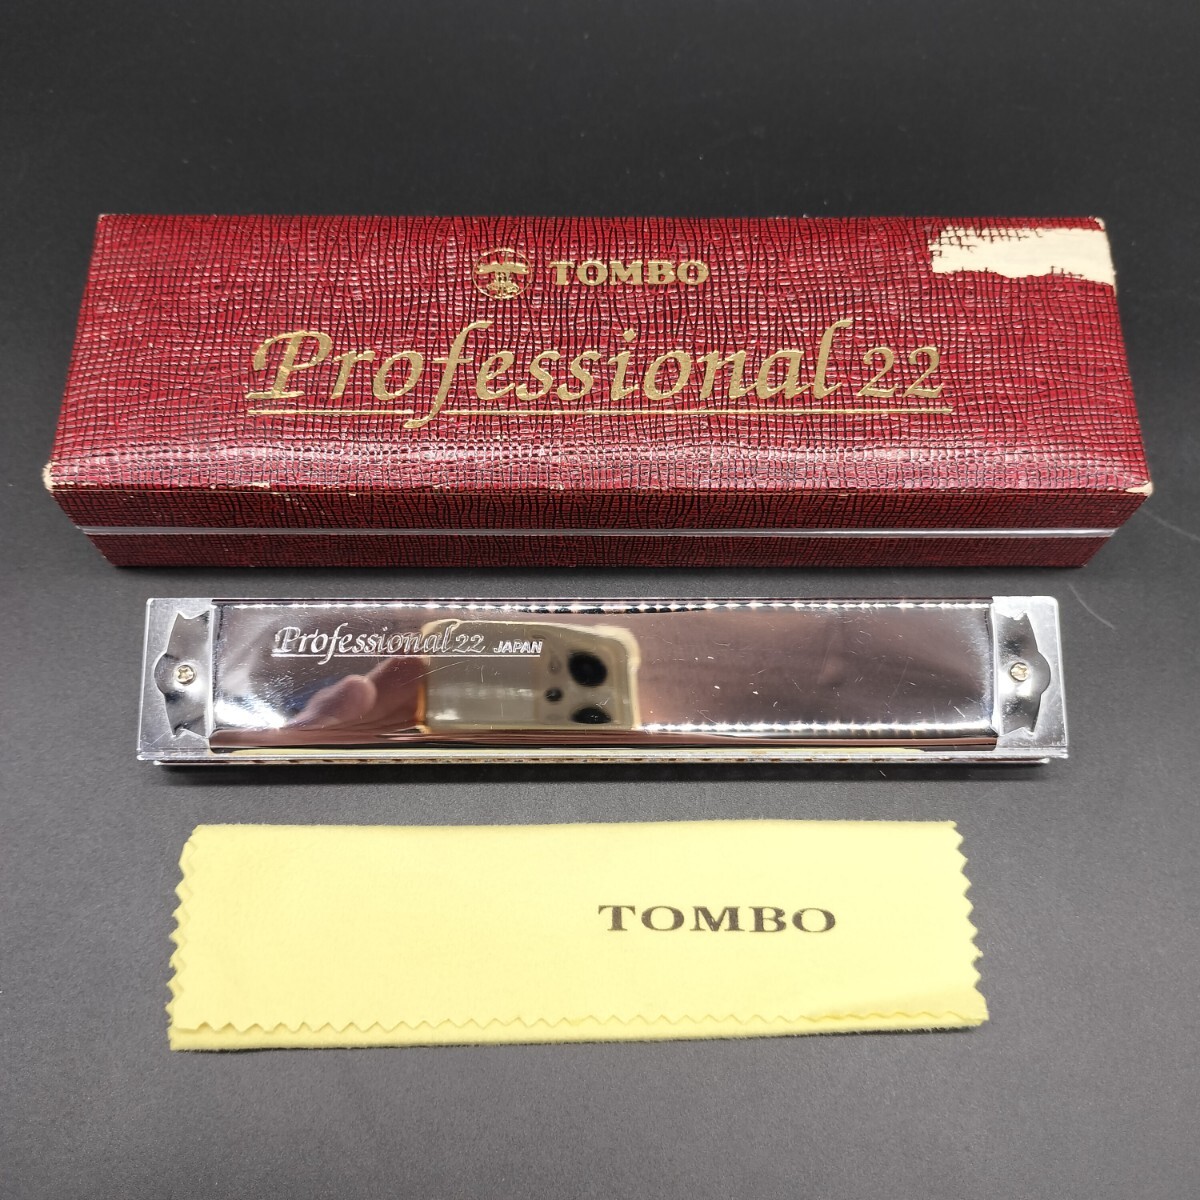 TOMBO
Professional 22
Professional 22 JAPAN
TOMBO